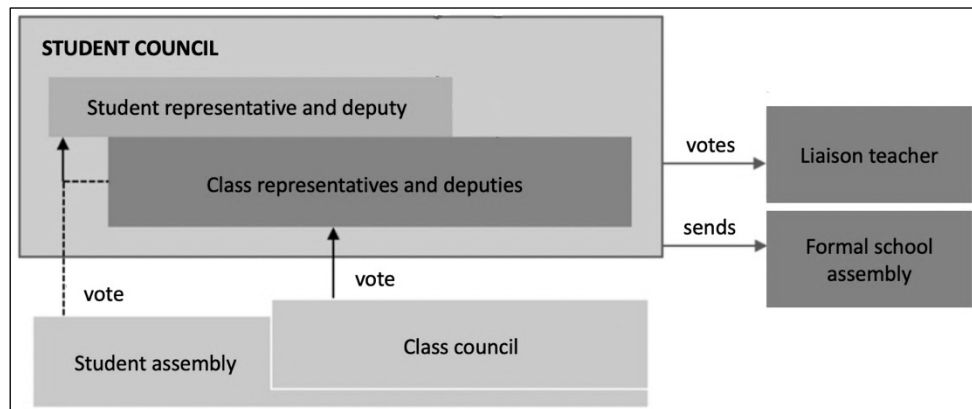 STUDENT COUNCIL
Student representative and deputy
Class representatives and deputies
votes
Liaison teacher
sends
Formal school
assembly
vote
vote
Student assembly
Class council